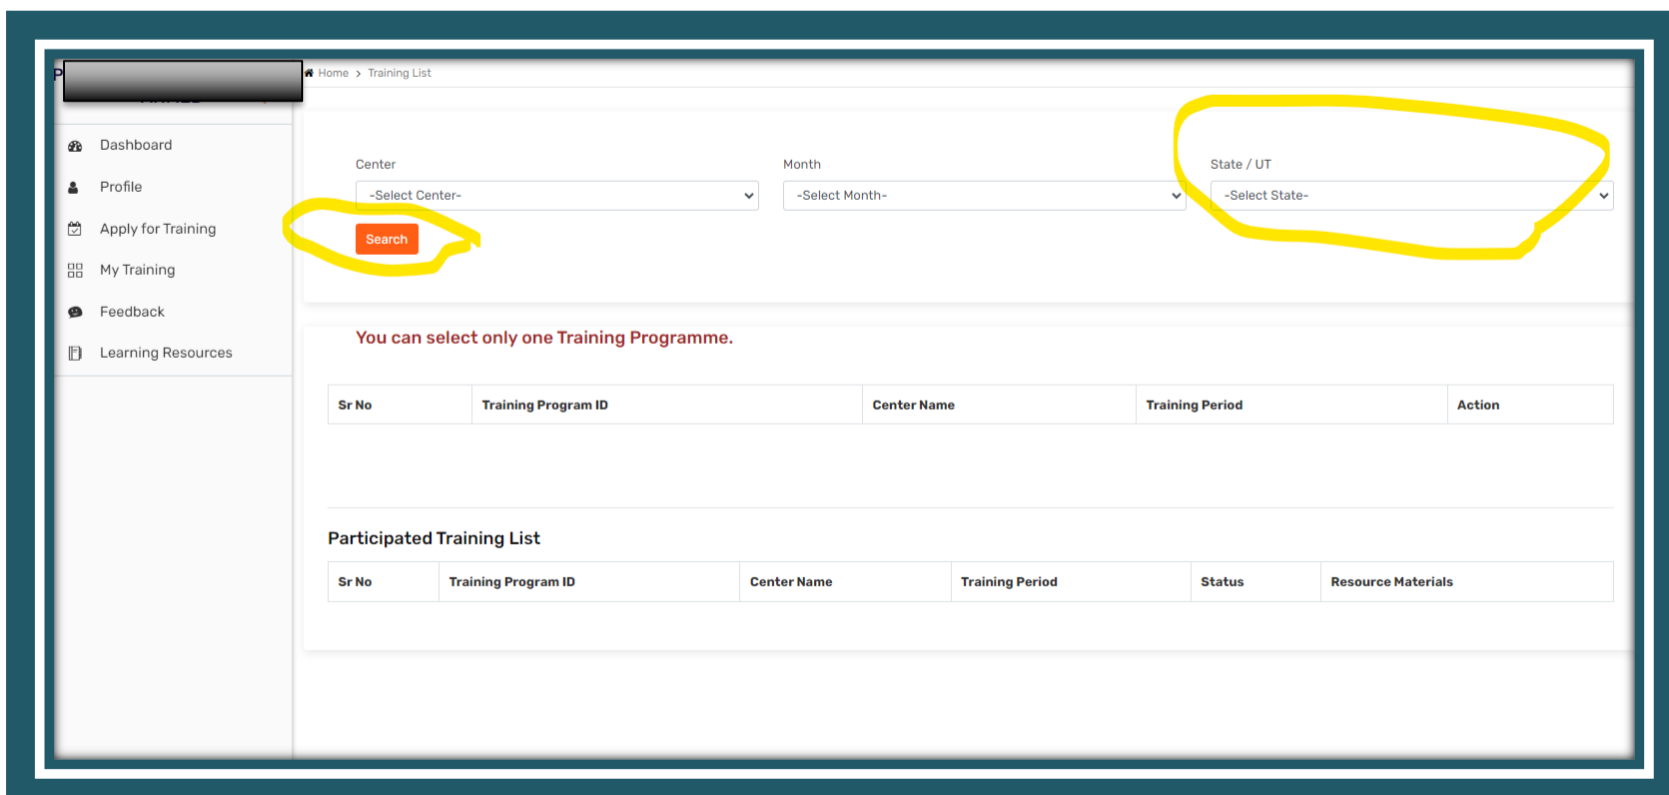 Home > Training List
Dashboard
Profile
Apply for Training
My Training
Feedback
Learning Resources
Center Month State / UT
-Select Center- -Select Month- -Select State-
Search
You can select only one Training Programme.
Sr No Training Program ID Center Name Training Period Action
Participated Training List
Sr No Training Program ID Center Name Training Period Status Resource Materials